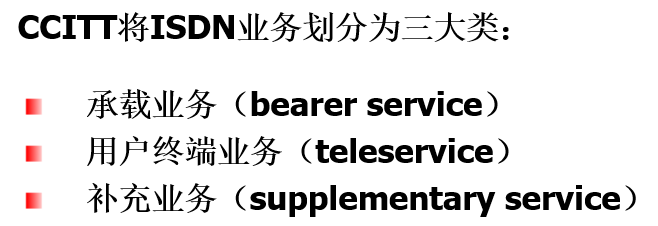 CCITT将ISDN业务划分为三大类：
承载业务（bearer service）
用户终端业务（teleservice）
补充业务（supplementary service）